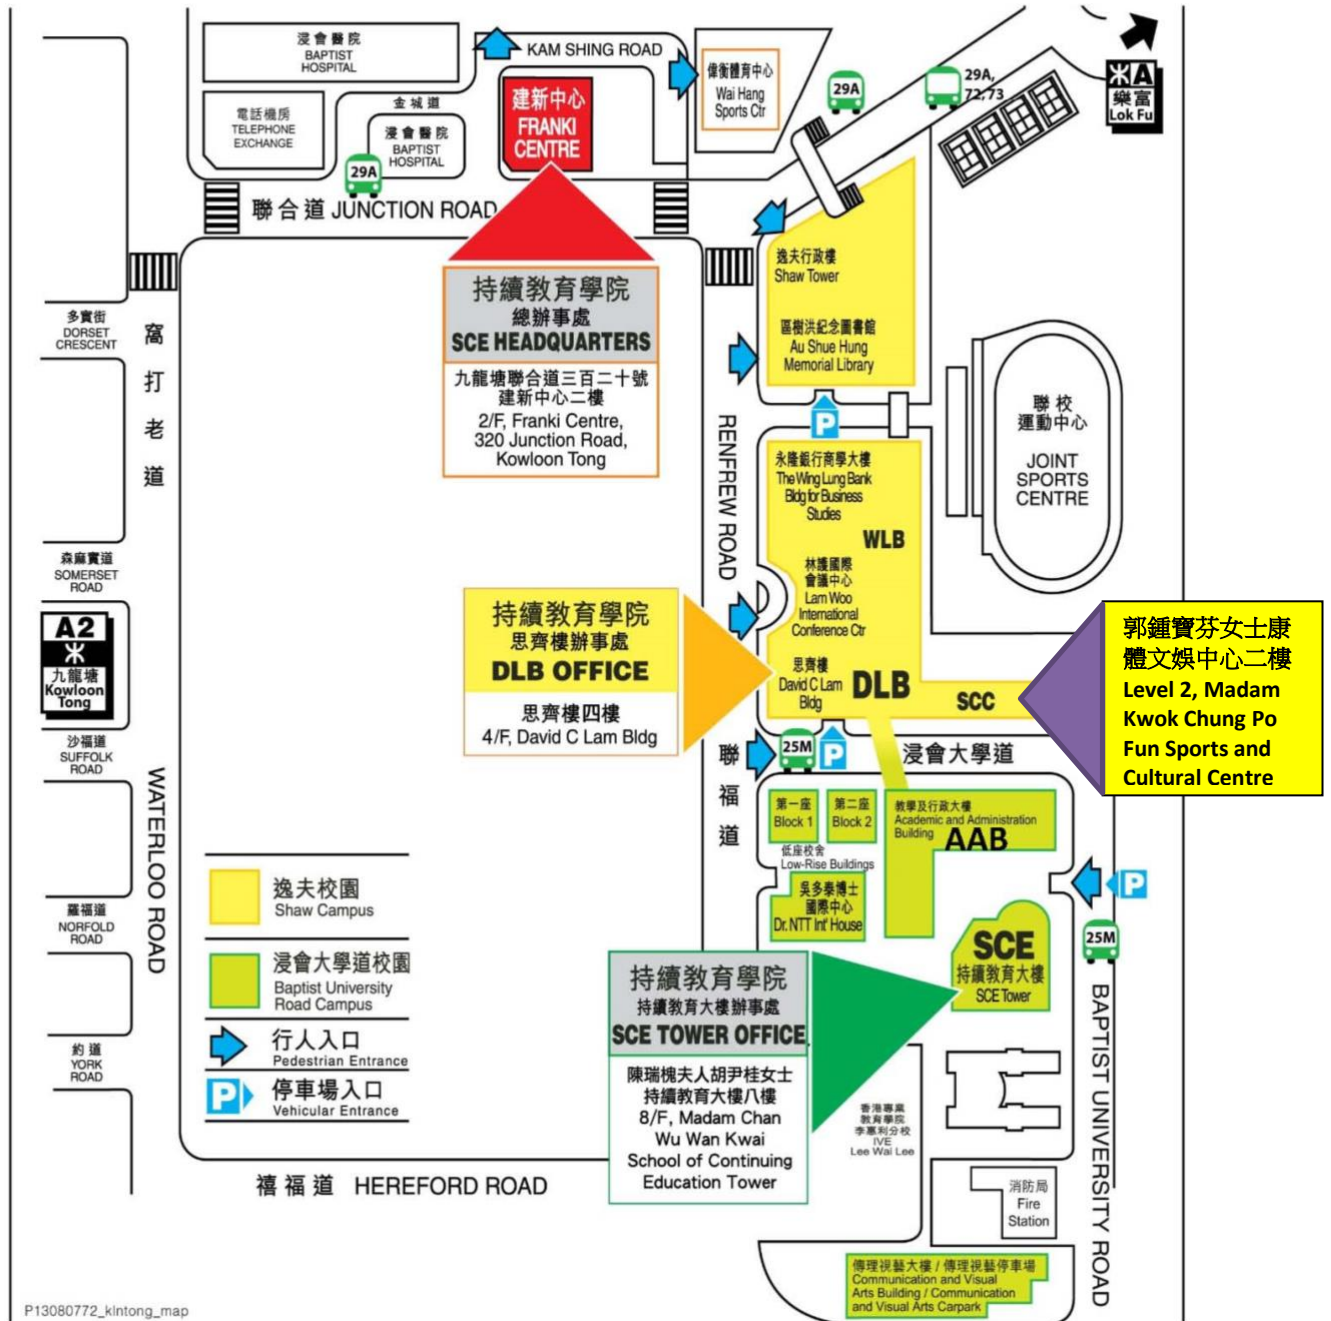 浸會醫院
BAPTIST
HOSPITAL
KAM SHING ROAD
偉衡體育中心
Wai Hang
Sports Ctr
29A
29A,
72,73
A
樂富
Lok Fu
電話機房
TELEPHONE
EXCHANGE
金城道
浸會醫院
BAPTIST
HOSPITAL
29A
建新中心
FRANKI
CENTRE
聯合道 JUNCTION ROAD
多實街
DORSET
CRESCENT
窩打老道
持續教育學院
總辦事處
SCE HEADQUARTERS
九龍塘聯合道三百二十號
建新中心二樓
2/F, Franki Centre,
320 Junction Road,
Kowloon Tong
逸夫行政樓
Shaw Tower
區樹洪紀念圖書館
Au Shue Hung
Memorial Library
RENFREW ROAD
P
聯校
運動中心
JOINT
SPORTS
CENTRE
永隆銀行商學大樓
The Wing Lung Bank
Bldg for Business
Studies
WLB
林護國際
會議中心
Lam Woo
International
Conference Ctr
森麻實道
SOMERSET
ROAD
A2
九龍塘
Kowloon
Tong
持續教育學院
思齊樓辦事處
DLB OFFICE
思齊樓四樓
4/F, David C Lam Bldg
思齊樓
David C Lam
Bldg
DLB
SCC
郭鍾寶芬女士康
體文娛中心二樓
Level 2, Madam
Kwok Chung Po
Fun Sports and
Cultural Centre
沙福道
SUFFOLK
ROAD
WATERLOO ROAD
聯福道
25M
P
浸會大學道
第一座
Block 1
第二座
Block 2
教學及行政大樓
Academic and Administration
Building
AAB
低座校舍
Low-Rise Buildings
吳多泰博士
國際中心
Dr. NTT Int' House
P
25M
逸夫校園
Shaw Campus
浸會大學道校園
Baptist University
Road Campus
行人入口
Pedestrian Entrance
P
停車場入口
Vehicular Entrance
羅福道
NORFOLD
ROAD
約道
YORK
ROAD
持續教育學院
持續教育大樓辦事處
SCE TOWER OFFICE
陳瑞槐夫人胡尹桂女士
持續教育大樓八樓
8/F, Madam Chan
Wu Wan Kwai
School of Continuing
Education Tower
SCE
持續教育大樓
SCE Tower
BAPTIST UNIVERSITY ROAD
香港專業
教育學院
李惠利分校
IVE
Lee Wai Lee
禧福道 HEREFORD ROAD
消防局
Fire
Station
傳理視藝大樓 / 傳理視藝停車場
Communication and Visual
Arts Building / Communication
and Visual Arts Carpark
P13080772_klntong_map